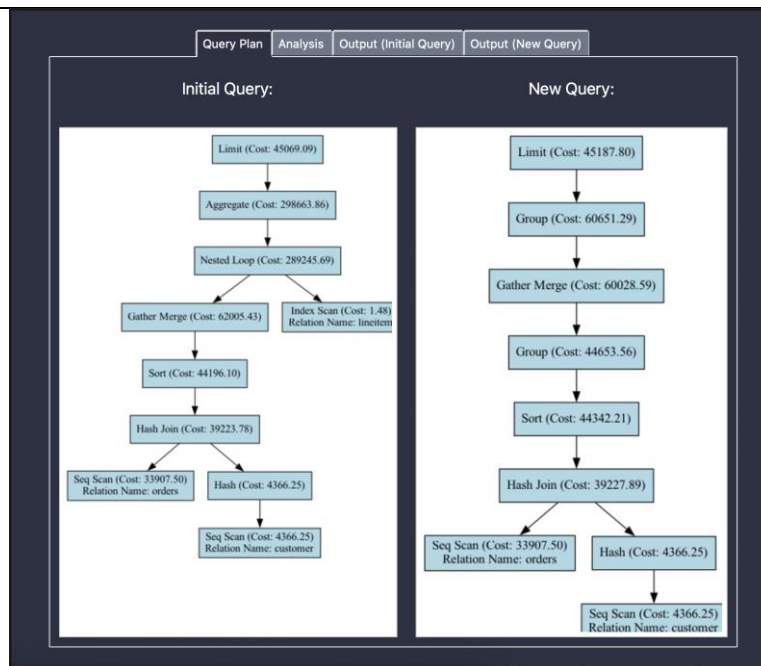 Query Plan
Analysis
Output (Initial Query)
Output (New Query)
Initial Query:
Limit (Cost: 45069.09)
Aggregate (Cost: 298663.86)
Nested Loop (Cost: 289245.69)
Gather Merge (Cost: 62005.43)
Index Scan (Cost: 1.48)
Relation Name: lineitem
Sort (Cost: 44196.10)
Hash Join (Cost: 39223.78)
Seq Scan (Cost: 33907.50)
Relation Name: orders
Hash (Cost: 4366.25)
Seq Scan (Cost: 4366.25)
Relation Name: customer
New Query:
Limit (Cost: 45187.80)
Group (Cost: 60651.29)
Gather Merge (Cost: 60028.59)
Group (Cost: 44653.56)
Sort (Cost: 44342.21)
Hash Join (Cost: 39227.89)
Seq Scan (Cost: 33907.50)
Relation Name: orders
Hash (Cost: 4366.25)
Seq Scan (Cost: 4366.25)
Relation Name: customer